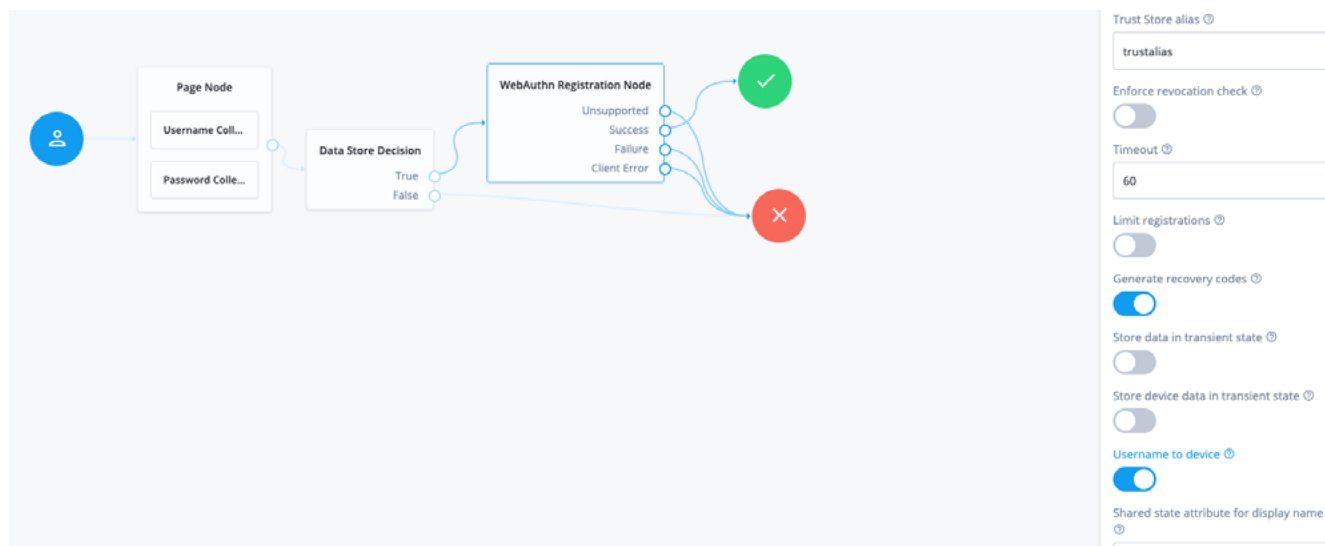 Page Node
Username Coll...
Password Colle...
Data Store Decision
True
False
WebAuthn Registration Node
Unsupported
Success
Failure
Client Error
Trust Store alias
trustalias
Enforce revocation check
Timeout
60
Limit registrations
Generate recovery codes
Store data in transient state
Store device data in transient state
Username to device
Shared state attribute for display name